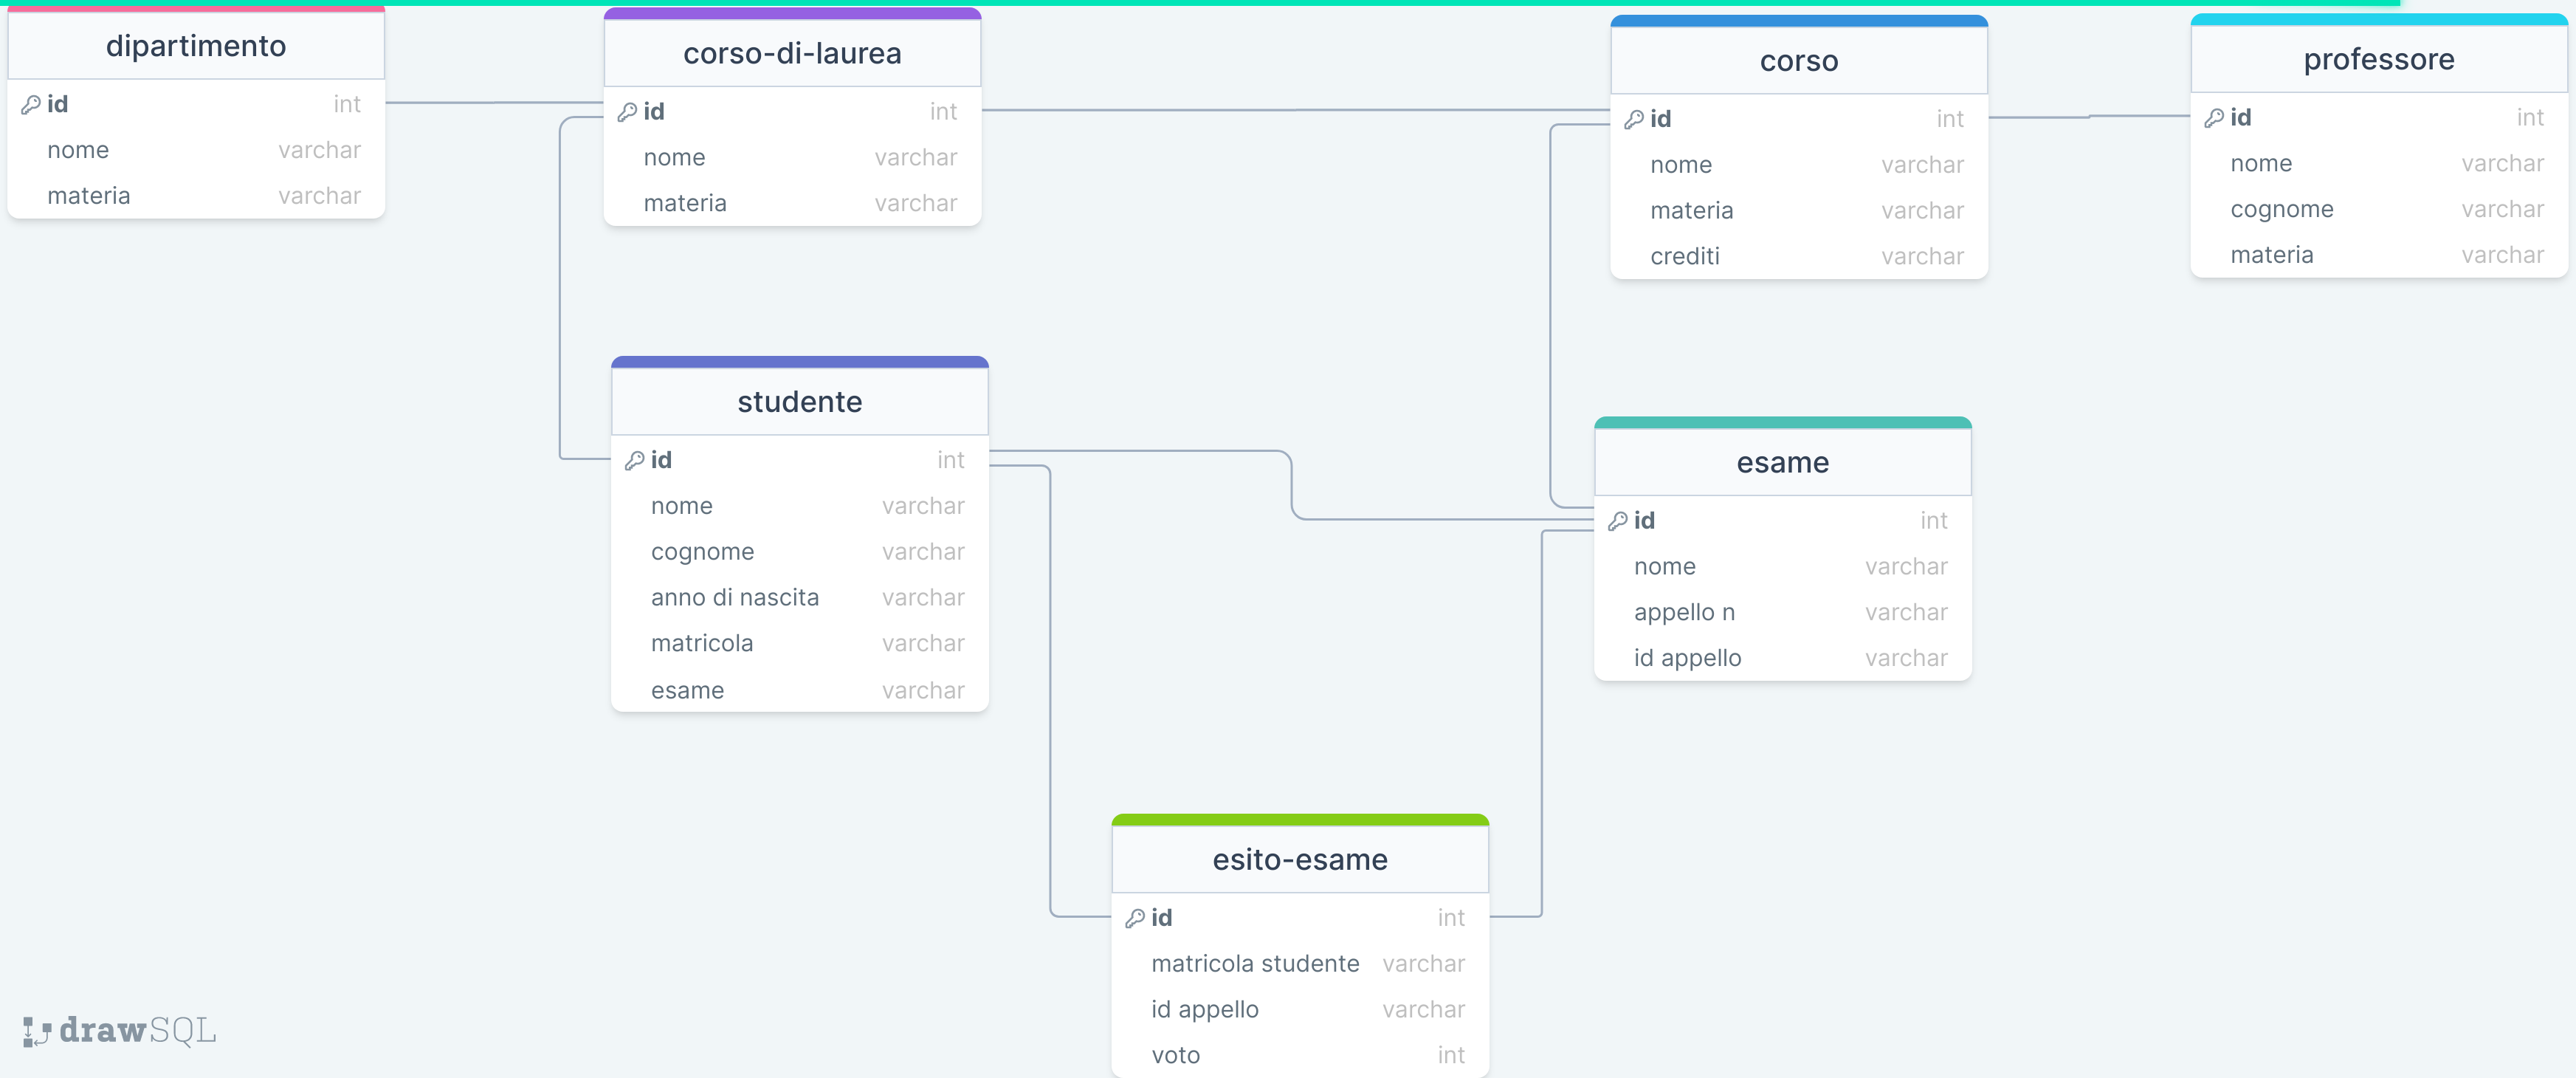 dipartimento
id int
nome varchar
materia varchar
corso-di-laurea
id int
nome varchar
materia varchar
corso
id int
nome varchar
materia varchar
crediti varchar
professore
id int
nome varchar
cognome varchar
materia varchar
studente
id int
nome varchar
cognome varchar
anno di nascita varchar
matricola varchar
esame varchar
esame
id int
nome varchar
appello n varchar
id appello varchar
esito-esame
id int
matricola studente varchar
id appello varchar
voto int
drawSQL